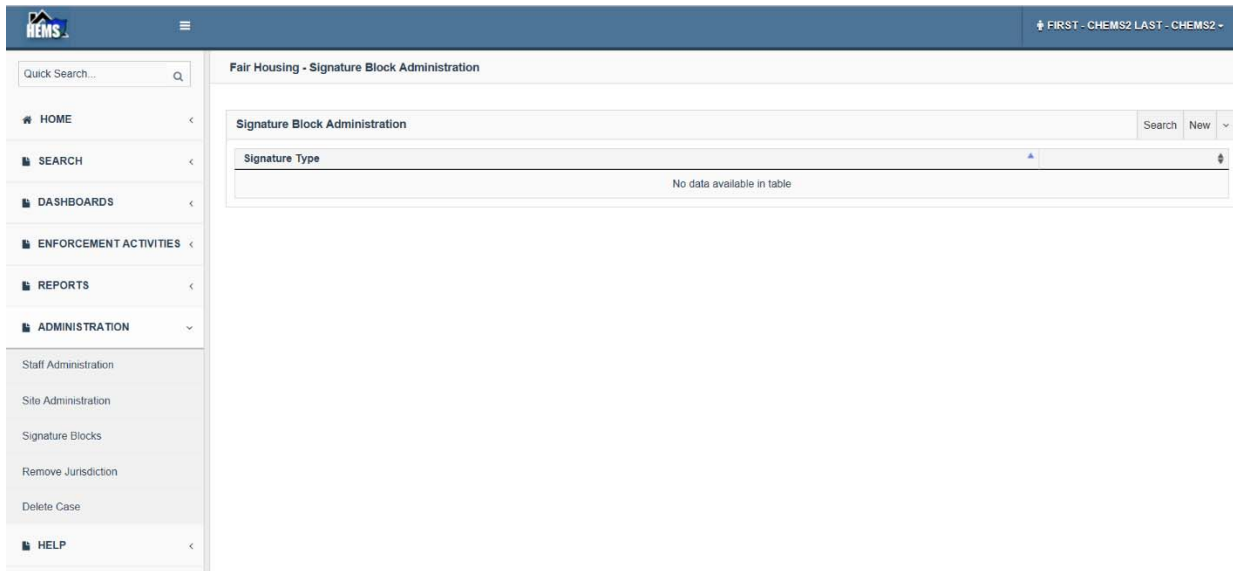 HEMS
FIRST - CHEMS2 LAST - CHEMS2
Quick Search...
Fair Housing - Signature Block Administration
HOME
Signature Block Administration
Search New
SEARCH
Signature Type
No data available in table
DASHBOARDS
ENFORCEMENT ACTIVITIES
REPORTS
ADMINISTRATION
Staff Administration
Site Administration
Signature Blocks
Remove Jurisdiction
Delete Case
HELP